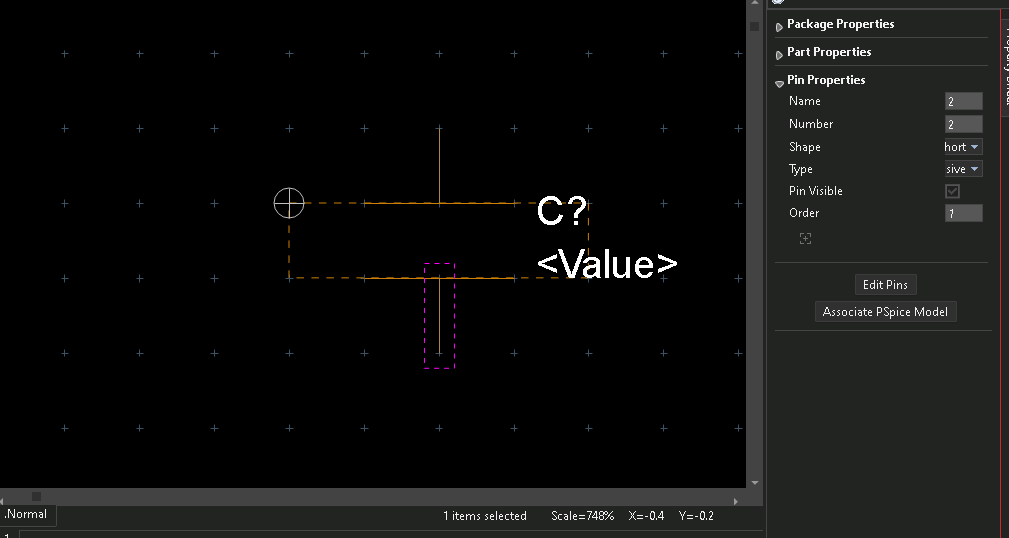 Package Properties
Part Properties
Pin Properties
Name 2
Number 2
Shape hort
Type sive
Pin Visible
Order 1
C?
<Value>
Edit Pins
Associate PSpice Model
.Normal
1 items selected Scale=748% X=-0.4 Y=-0.2
1